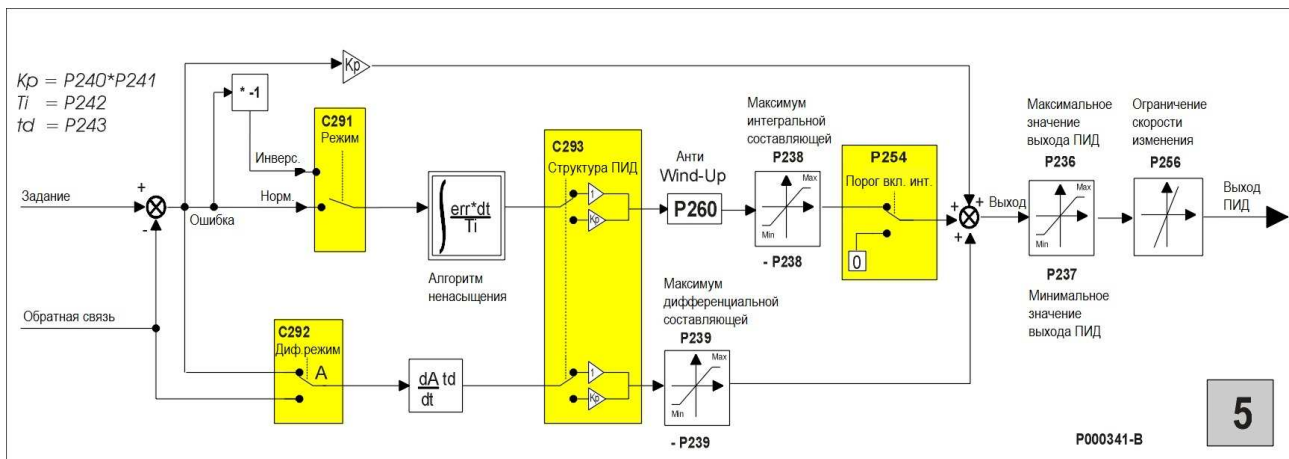 Kp = P240*P241
Ti = P242
td = P243
Задание
+
-
Ошибка
Обратная связь
* -1
Инверс.
Норм.
C291
Режим
Kp
err*dt
Ti
Алгоритм
ненасыщения
C292
Диф.режим
A
dA
dt
td
C293
Структура ПИД
1
Kp
1
Kp
Анти
Wind-Up
P260
Максимум
интегральной
составляющей
P238
Max
Min
- P238
Максимум
дифференциальной
составляющей
P239
Max
Min
- P239
P254
Порог вкл. инт.
0
+
+
+
Выход
Максимальное
значение
выхода ПИД
P236
Max
Min
P237
Минимальное
значение
выхода ПИД
Ограничение
скорости
изменения
P256
Выход
ПИД
P000341-B
5